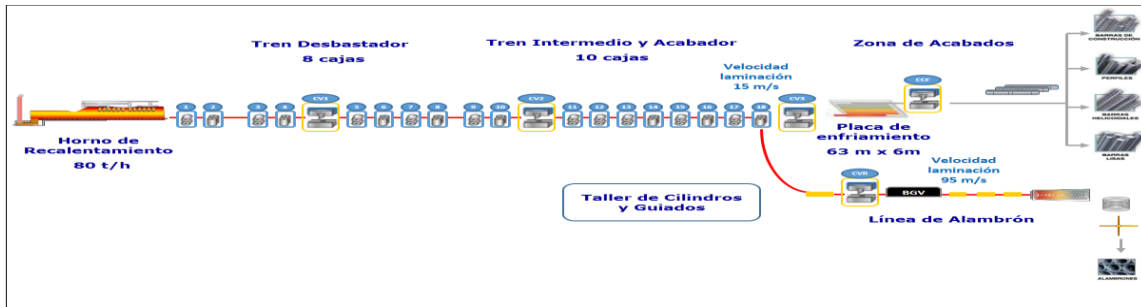 Tren Desbastador
8 cajas
Tren Intermedio y Acabador
10 cajas
Zona de Acabados
Velocidad
laminación
15 m/s
BARRAS DE
CONSTRUCCIÓN
PERFILES
BARRAS
HELICOIDALES
BARRAS
LISAS
1 2 3 4 CV1 5 6 7 8 9 10 CV2 11 12 13 14 15 16 17 18 CV3
CCF
Horno de
Recalentamiento
80 t/h
Placa de
enfriamiento
63 m x 6m
Velocidad
laminación
95 m/s
CVR
BGV
Taller de Cilindros
y Guiados
Línea de Alambrón
ALAMBRONES